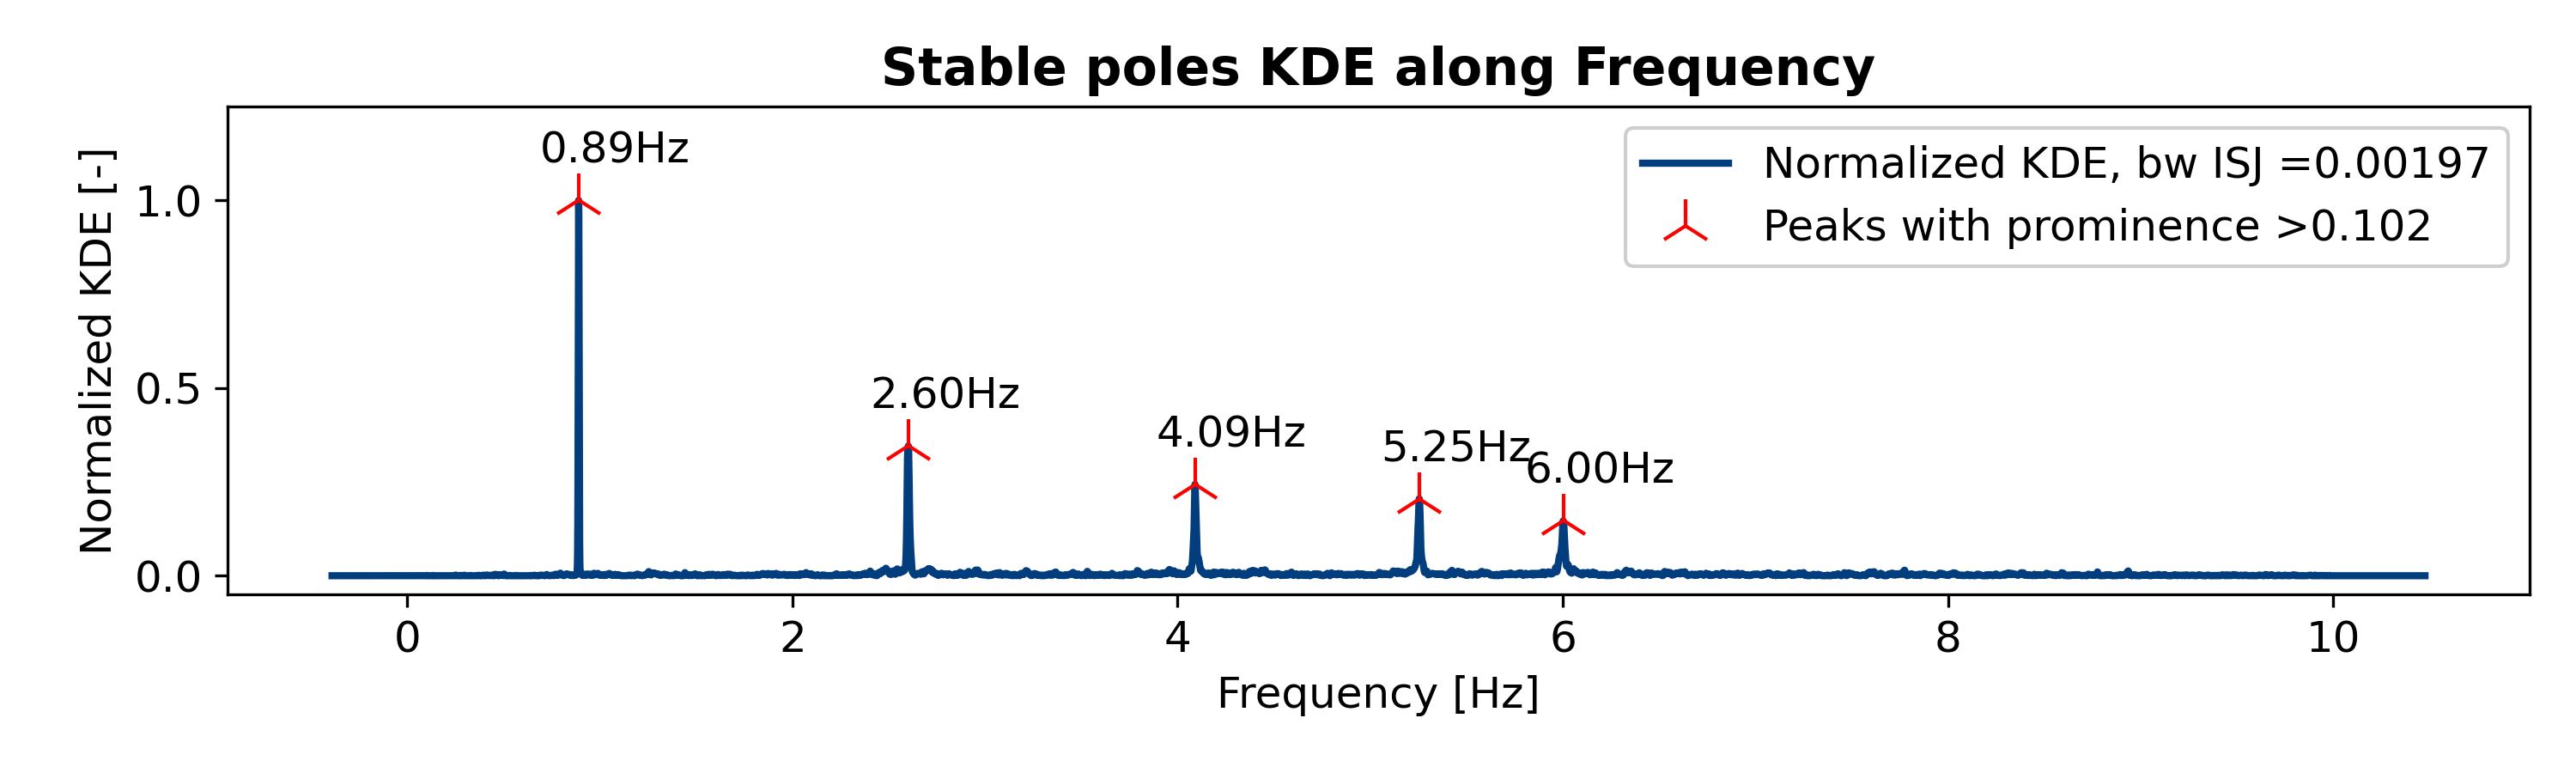 Stable poles KDE along Frequency
Normalized KDE [-]
1.0
0.5
0.0
0.89Hz
2.60Hz
4.09Hz
5.25Hz
6.00Hz
Normalized KDE, bw ISJ =0.00197
Peaks with prominence >0.102
0 2 4 6 8 10
Frequency [Hz]